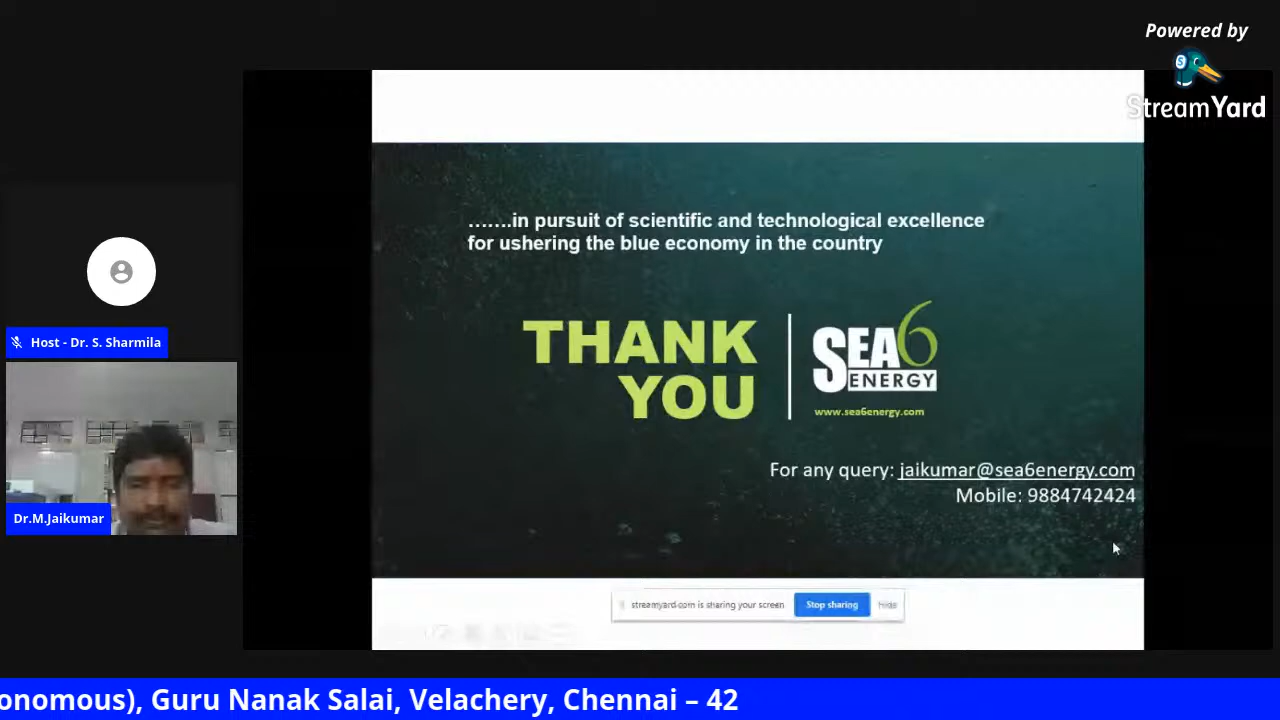 Powered by
StreamYard
…….in pursuit of scientific and technological excellence
for ushering the blue economy in the country
THANK
YOU
SEA6
ENERGY
www.sea6energy.com
For any query: jaikumar@sea6energy.com
Mobile: 9884742424
Host - Dr. S. Sharmila
Dr.M.Jaikumar
streamyard.com is sharing your screen
Stop sharing
Hide
onomous), Guru Nanak Salai, Velachery, Chennai – 42